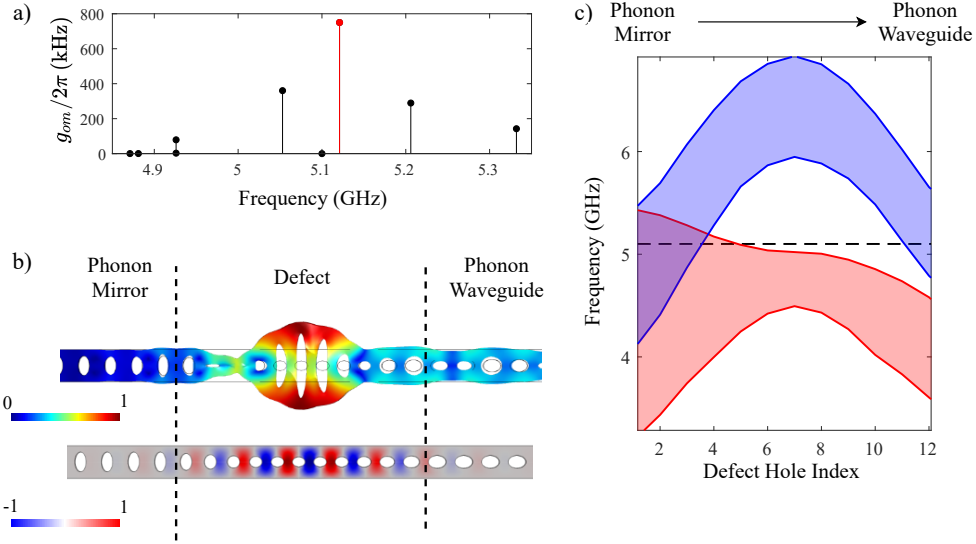 a)
800
600
400
200
0
g_om/2π (kHz)
4.9
5
5.1
5.2
5.3
Frequency (GHz)
b)
Phonon
Mirror
Defect
Phonon
Waveguide
0
1
-1
1
c)
Phonon
Mirror
Phonon
Waveguide
6
5
4
Frequency (GHz)
2
4
6
8
10
12
Defect Hole Index